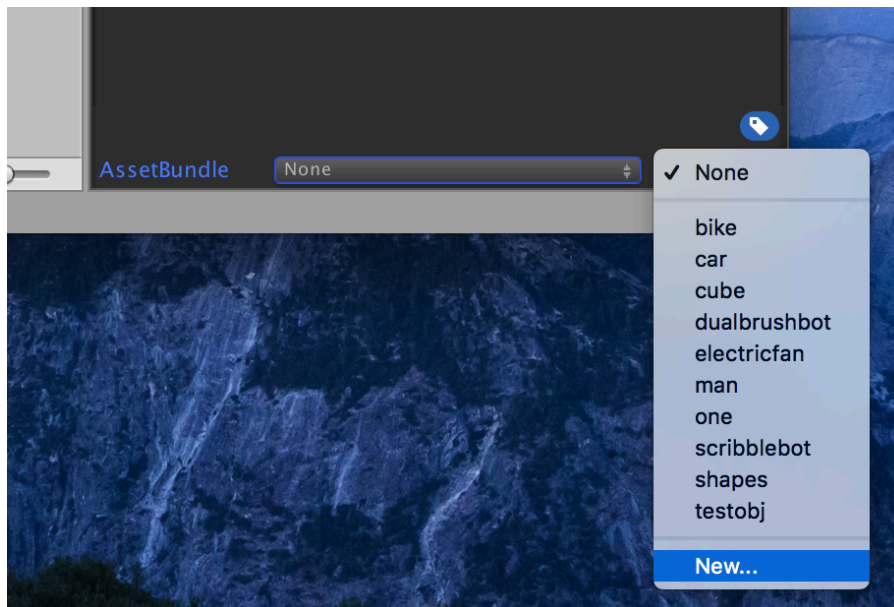 AssetBundle
None
None
bike
car
cube
dualbrushbot
electricfan
man
one
scribblebot
shapes
testobj
New...